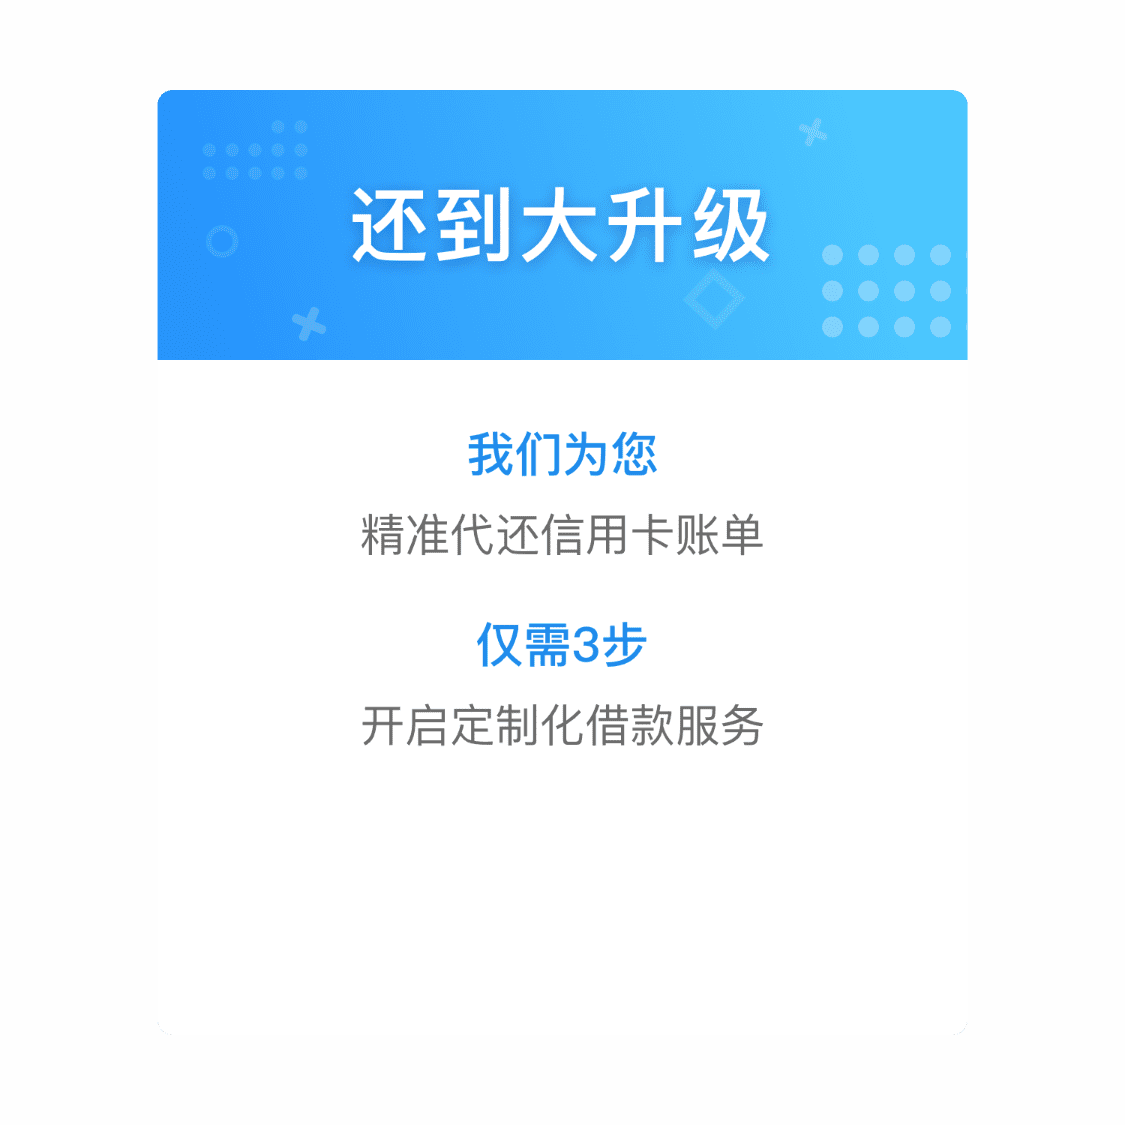 还到大升级
我们为您
精准代还信用卡账单
仅需3步
开启定制化借款服务